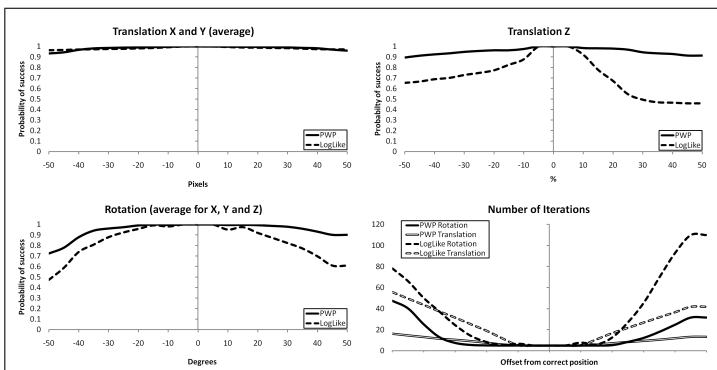 Translation X and Y (average)
Probability of success
1
0.9
0.8
0.7
0.6
0.5
0.4
0.3
0.2
0.1
0
-50 -40 -30 -20 -10 0 10 20 30 40 50
Pixels
PWP
LogLike
Translation Z
Probability of success
1
0.9
0.8
0.7
0.6
0.5
0.4
0.3
0.2
0.1
0
-50 -40 -30 -20 -10 0 10 20 30 40 50
%
PWP
LogLike
Rotation (average for X, Y and Z)
Probability of success
1
0.9
0.8
0.7
0.6
0.5
0.4
0.3
0.2
0.1
0
-50 -40 -30 -20 -10 0 10 20 30 40 50
Degrees
PWP
LogLike
Number of Iterations
120
100
80
60
40
20
0
PWP Rotation
PWP Translation
LogLike Rotation
LogLike Translation
Offset from correct position